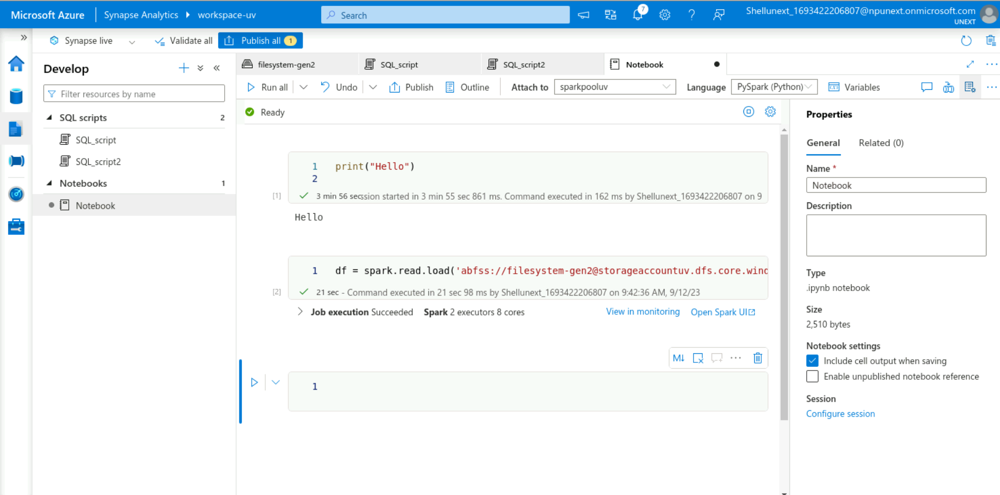 Microsoft Azure
Synapse Analytics
workspace-uv
Search
7
Shellunext_1693422206807@npunext.onmicrosoft.com
UNEXT
Synapse live
Validate all
Publish all 1
Develop
Filter resources by name
SQL scripts 2
SQL_script
SQL_script2
Notebooks 1
Notebook
filesystem-gen2
SQL_script
SQL_script2
Notebook
Run all
Undo
Publish
Outline
Attach to sparkpooluv
Language PySpark (Python)
Variables
Ready
1 print("Hello")
2
[1] 3 min 56 sec ssion started in 3 min 55 sec 861 ms. Command executed in 162 ms by Shellunext_1693422206807 on 9
Hello
1 df = spark.read.load('abfss://filesystem-gen2@storageaccountuv.dfs.core.wind
[2] 21 sec - Command executed in 21 sec 98 ms by Shellunext_1693422206807 on 9:42:36 AM, 9/12/23
Job execution Succeeded Spark 2 executors 8 cores View in monitoring Open Spark UI
M↓
1
Properties
General Related (0)
Name *
Notebook
Description
Type
.ipynb notebook
Size
2,510 bytes
Notebook settings
Include cell output when saving
Enable unpublished notebook reference
Session
Configure session